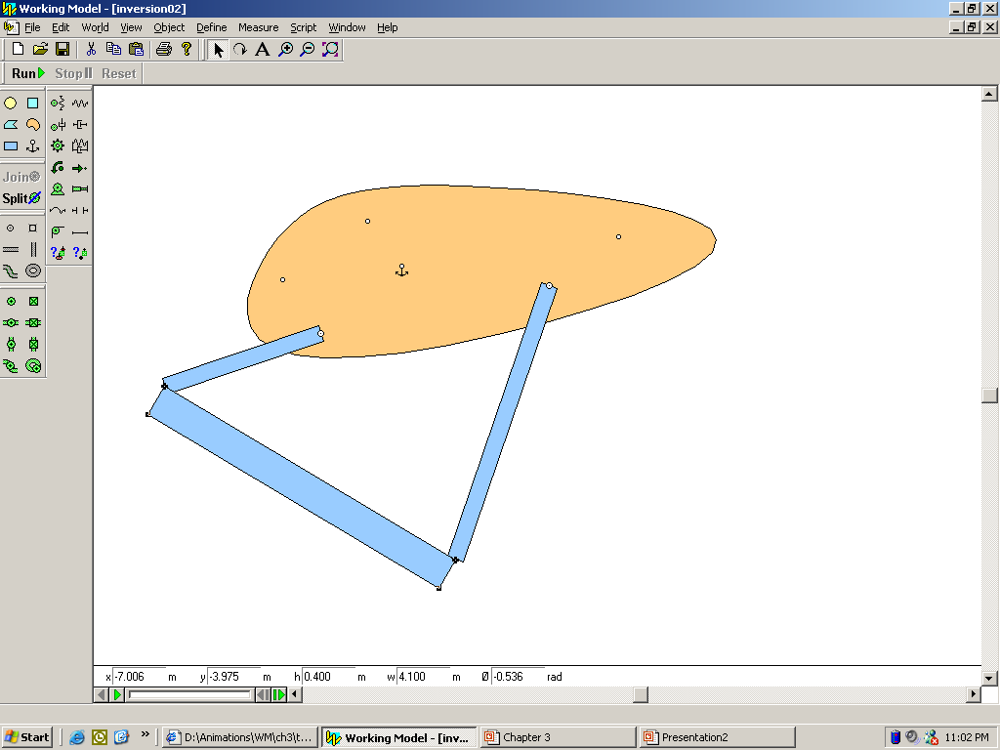 Working Model - [inversion02]
File Edit World View Object Define Measure Script Window Help
A ?
Run Stop Reset
Join
Split
? ?
x -7.006 m y -3.975 m h 0.400 m w 4.100 m Ø -0.536 rad
Start » D:\Animations\WM\ch3\t... Working Model - [inv... Chapter 3 Presentation2 11:02 PM